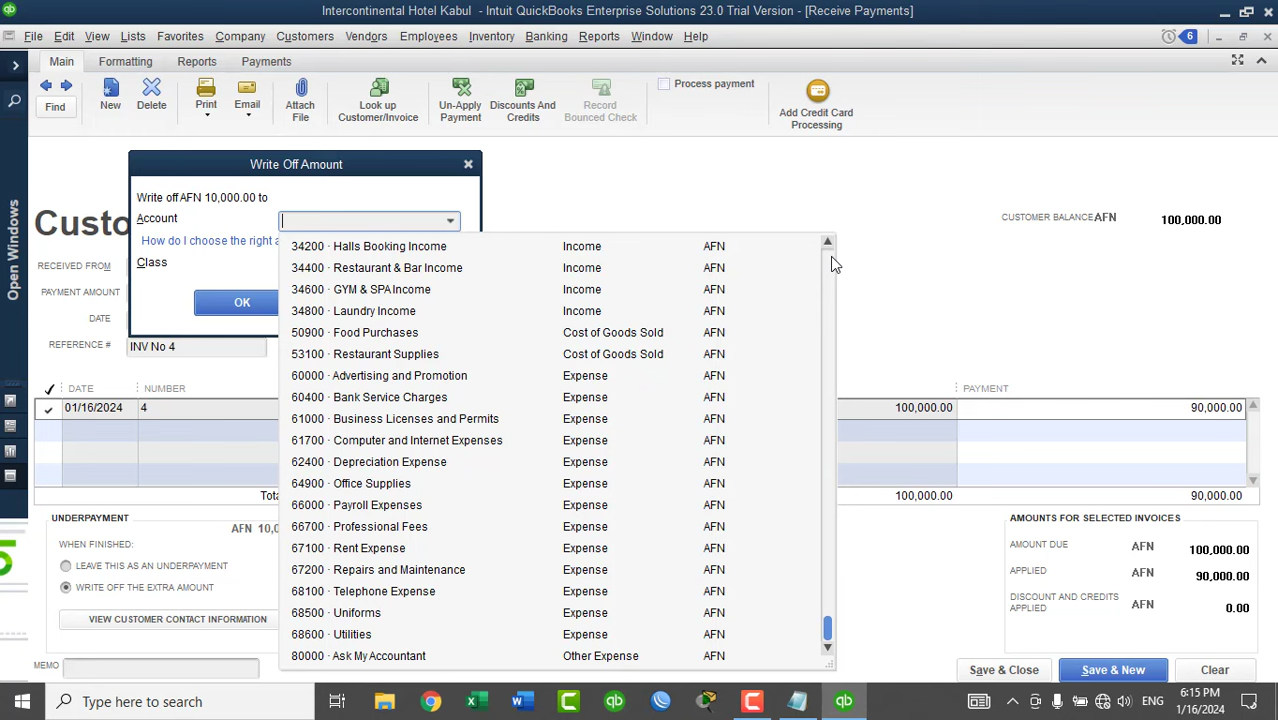 Intercontinental Hotel Kabul - Intuit QuickBooks Enterprise Solutions 23.0 Trial Version - [Receive Payments]
File Edit View Lists Favorites Company Customers Vendors Employees Inventory Banking Reports Window Help 6
Main Formatting Reports Payments
Find New Delete Print Email Attach File Look up Customer/Invoice Un-Apply Payment Discounts And Credits Record Bounced Check Process payment Add Credit Card Processing
Open Windows
Write Off Amount
Write off AFN 10,000.00 to
Account
How do I choose the right a
Class
OK
Custo
CUSTOMER BALANCE AFN 100,000.00
RECEIVED FROM
PAYMENT AMOUNT
DATE
REFERENCE # INV No 4
34200 · Halls Booking Income Income AFN
34400 · Restaurant & Bar Income Income AFN
34600 · GYM & SPA Income Income AFN
34800 · Laundry Income Income AFN
50900 · Food Purchases Cost of Goods Sold AFN
53100 · Restaurant Supplies Cost of Goods Sold AFN
60000 · Advertising and Promotion Expense AFN
60400 · Bank Service Charges Expense AFN
61000 · Business Licenses and Permits Expense AFN
61700 · Computer and Internet Expenses Expense AFN
62400 · Depreciation Expense Expense AFN
64900 · Office Supplies Expense AFN
66000 · Payroll Expenses Expense AFN
66700 · Professional Fees Expense AFN
67100 · Rent Expense Expense AFN
67200 · Repairs and Maintenance Expense AFN
68100 · Telephone Expense Expense AFN
68500 · Uniforms Expense AFN
68600 · Utilities Expense AFN
80000 · Ask My Accountant Other Expense AFN
DATE NUMBER PAYMENT
01/16/2024 4 100,000.00 90,000.00
Tota 100,000.00 90,000.00
UNDERPAYMENT
AFN 10,0
WHEN FINISHED:
LEAVE THIS AS AN UNDERPAYMENT
WRITE OFF THE EXTRA AMOUNT
VIEW CUSTOMER CONTACT INFORMATION
MEMO
AMOUNTS FOR SELECTED INVOICES
AMOUNT DUE AFN 100,000.00
APPLIED AFN 90,000.00
DISCOUNT AND CREDITS APPLIED AFN 0.00
Save & Close Save & New Clear
Type here to search
ENG 6:15 PM
1/16/2024